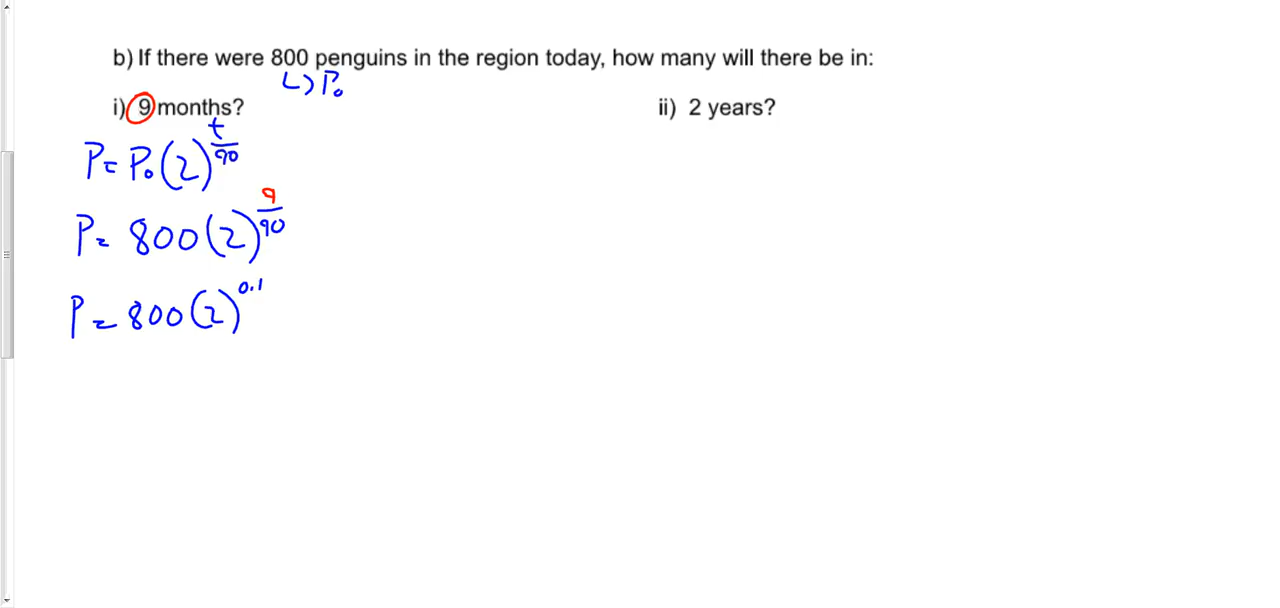 b) If there were 800 penguins in the region today, how many will there be in:
L> P₀
i) 9 months?
ii) 2 years?
P = P₀(2)^(t/90)
P = 800(2)^(9/90)
P = 800(2)^0.1